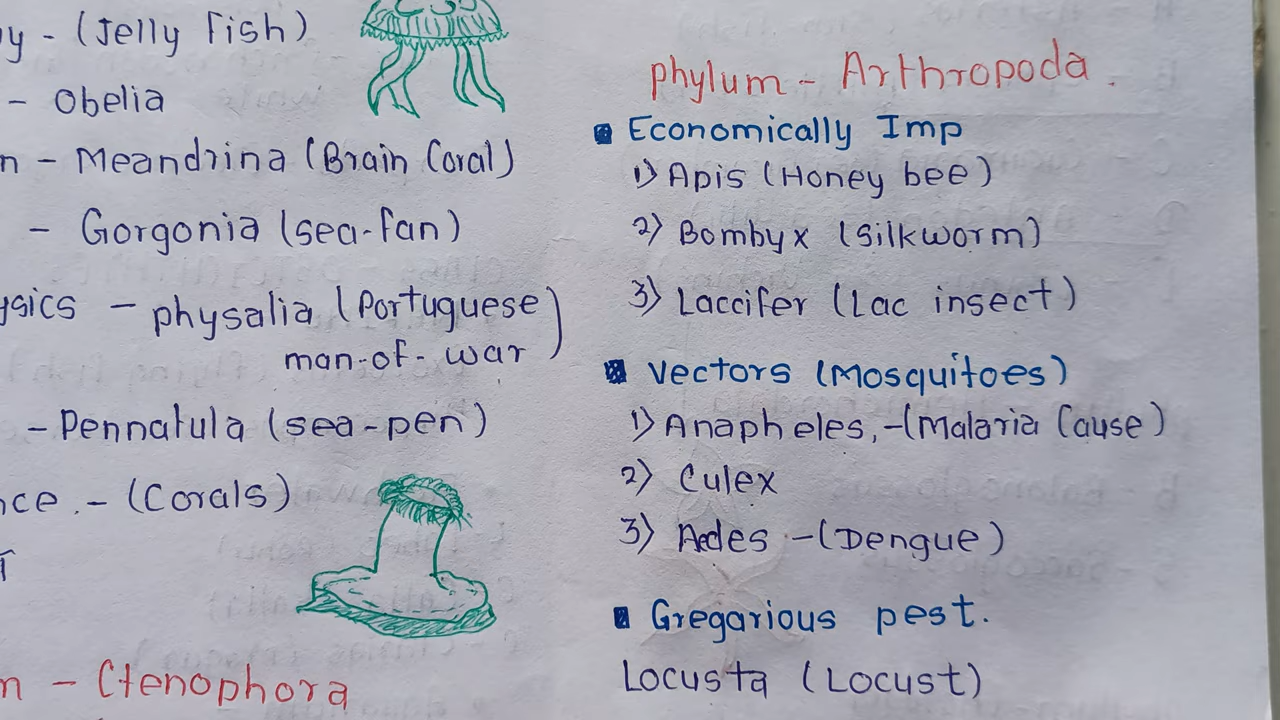 y - (Jelly fish)
- Obelia
n - Meandrina (Brain Coral)
- Gorgonia (sea-fan)
ysics - physalia (Portuguese
man-of-war)
- Pennatula (sea-pen)
nce. - (Corals)
n - Ctenophora
phylum - Arthropoda.
Economically Imp
1) Apis (Honey bee)
2) Bombyx (Silkworm)
3) Laccifer (Lac insect)
Vectors (Mosquitoes)
1) Anapheles, - (Malaria Cause)
2) Culex
3) Aedes - (Dengue)
Gregarious pest.
Locusta (Locust)